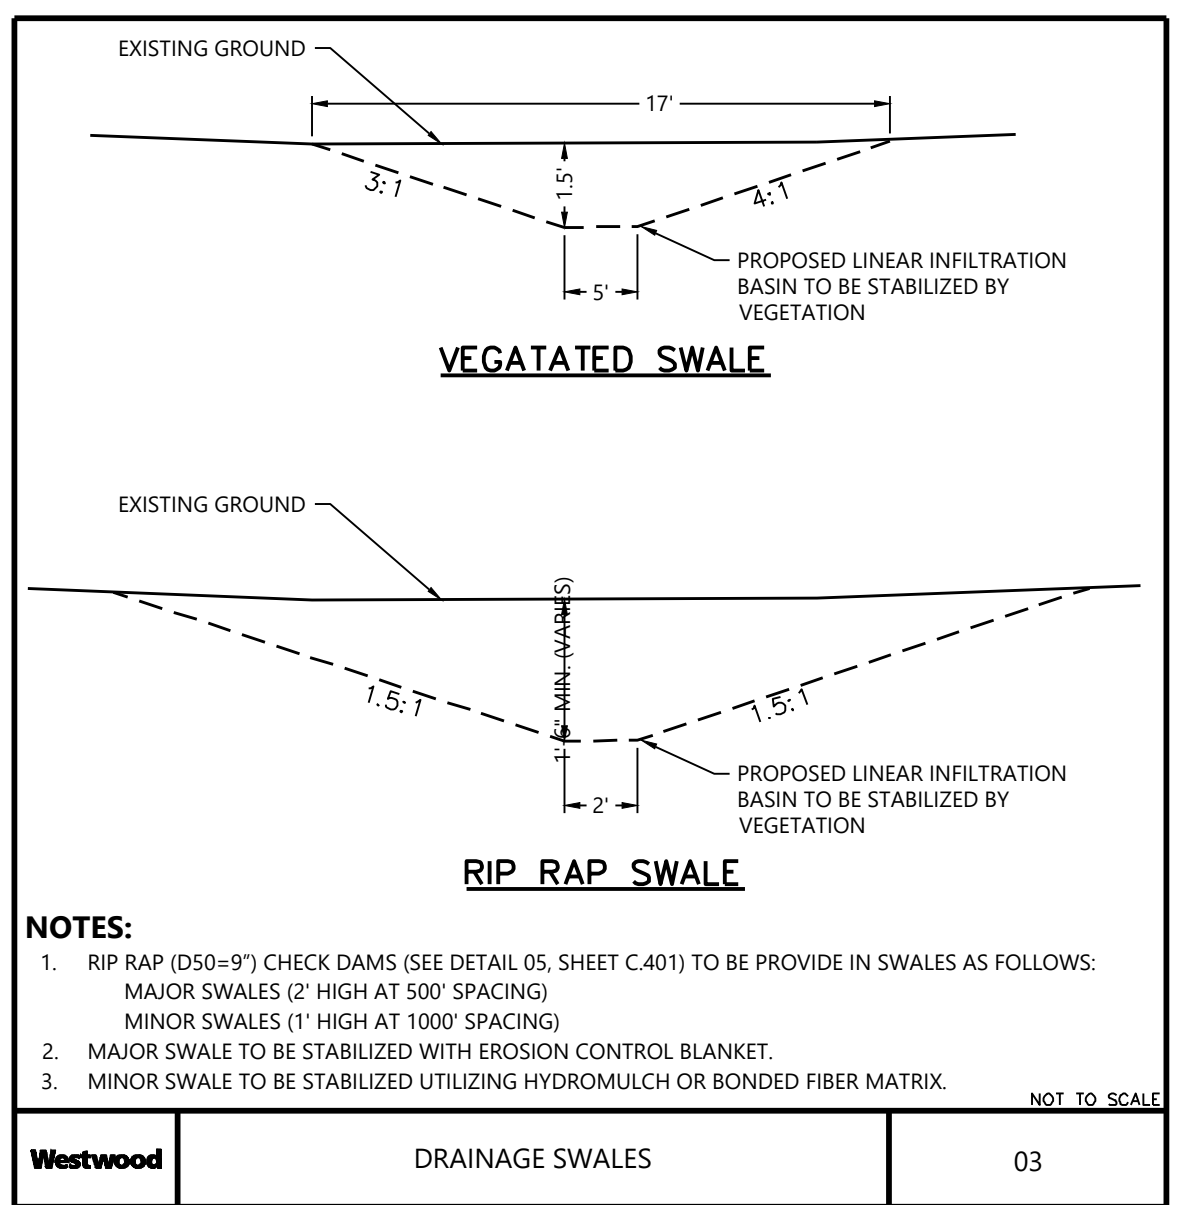 EXISTING GROUND
17'
1.5'
3:1
4:1
5'
PROPOSED LINEAR INFILTRATION
BASIN TO BE STABILIZED BY
VEGETATION
VEGATATED SWALE
EXISTING GROUND
1'-6" MIN. (VARIES)
1.5:1
1.5:1
2'
PROPOSED LINEAR INFILTRATION
BASIN TO BE STABILIZED BY
VEGETATION
RIP RAP SWALE
NOTES:
1. RIP RAP (D50=9”) CHECK DAMS (SEE DETAIL 05, SHEET C.401) TO BE PROVIDE IN SWALES AS FOLLOWS:
MAJOR SWALES (2' HIGH AT 500' SPACING)
MINOR SWALES (1' HIGH AT 1000' SPACING)
2. MAJOR SWALE TO BE STABILIZED WITH EROSION CONTROL BLANKET.
3. MINOR SWALE TO BE STABILIZED UTILIZING HYDROMULCH OR BONDED FIBER MATRIX.
NOT TO SCALE
Westwood
DRAINAGE SWALES
03